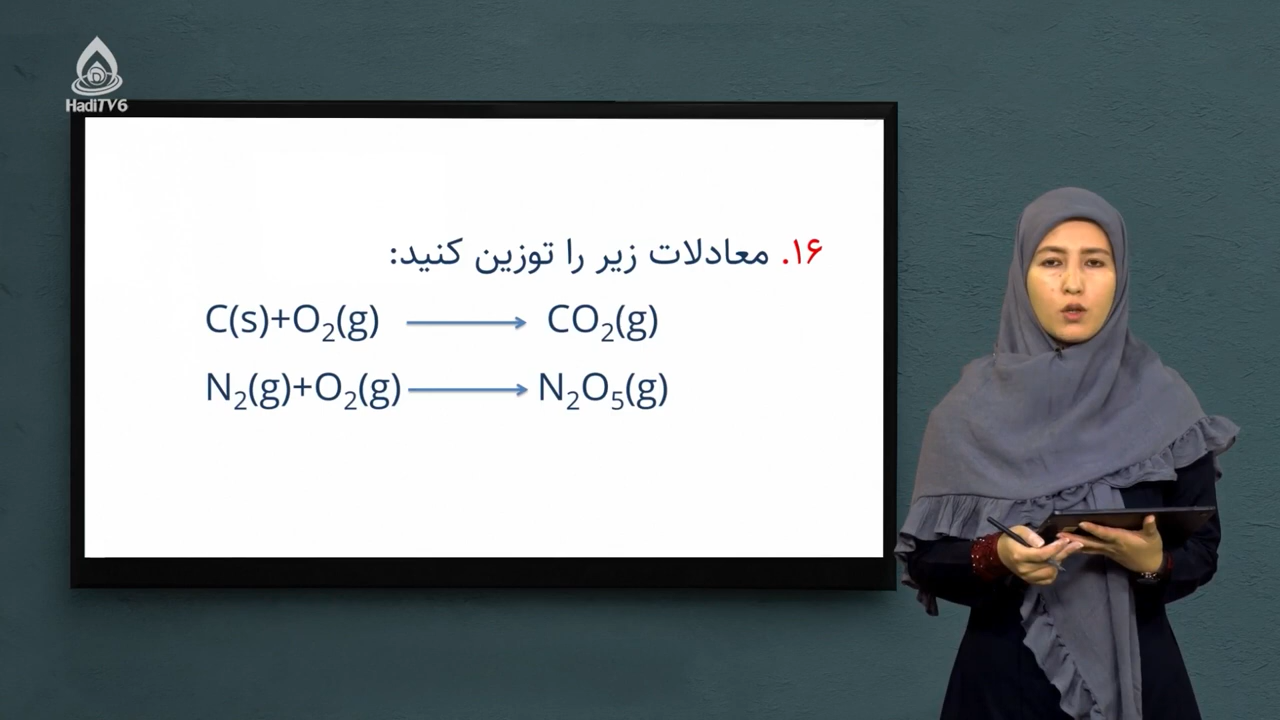 HadiTV6
۱۶. معادلات زیر را توزین کنید:
C(s)+O₂(g) ⟶ CO₂(g)
N₂(g)+O₂(g) ⟶ N₂O₅(g)